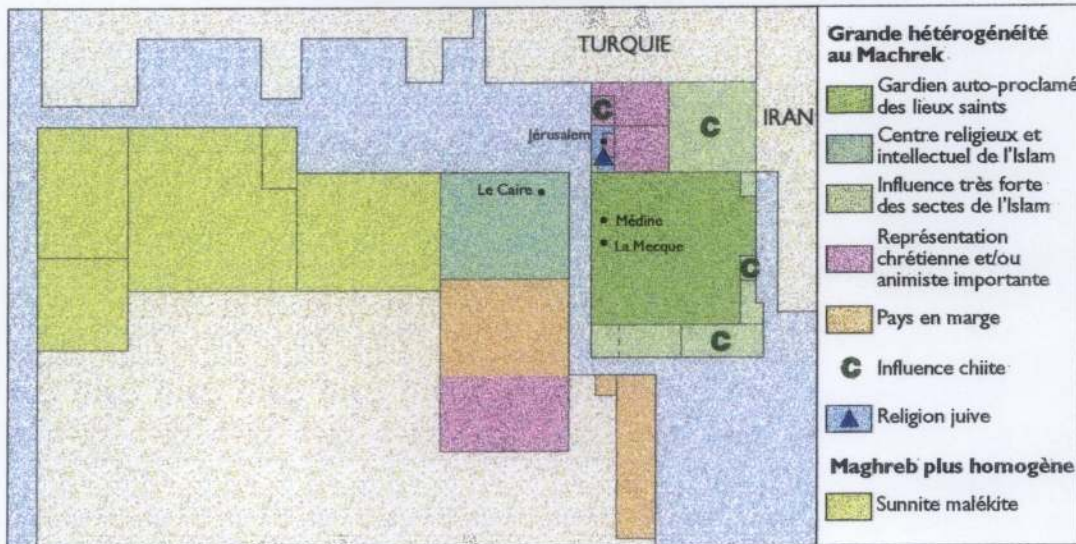 TURQUIE
IRAN
C
C
Jérusalem
Le Caire
Médine
La Mecque
C
C
Grande hétérogénéité
au Machrek
Gardien auto-proclamé
des lieux saints
Centre religieux et
intellectuel de l'Islam
Influence très forte
des sectes de l'Islam
Représentation
chrétienne et/ou
animiste importante
Pays en marge
C
Influence chiite
Religion juive
Maghreb plus homogène
Sunnite malékite